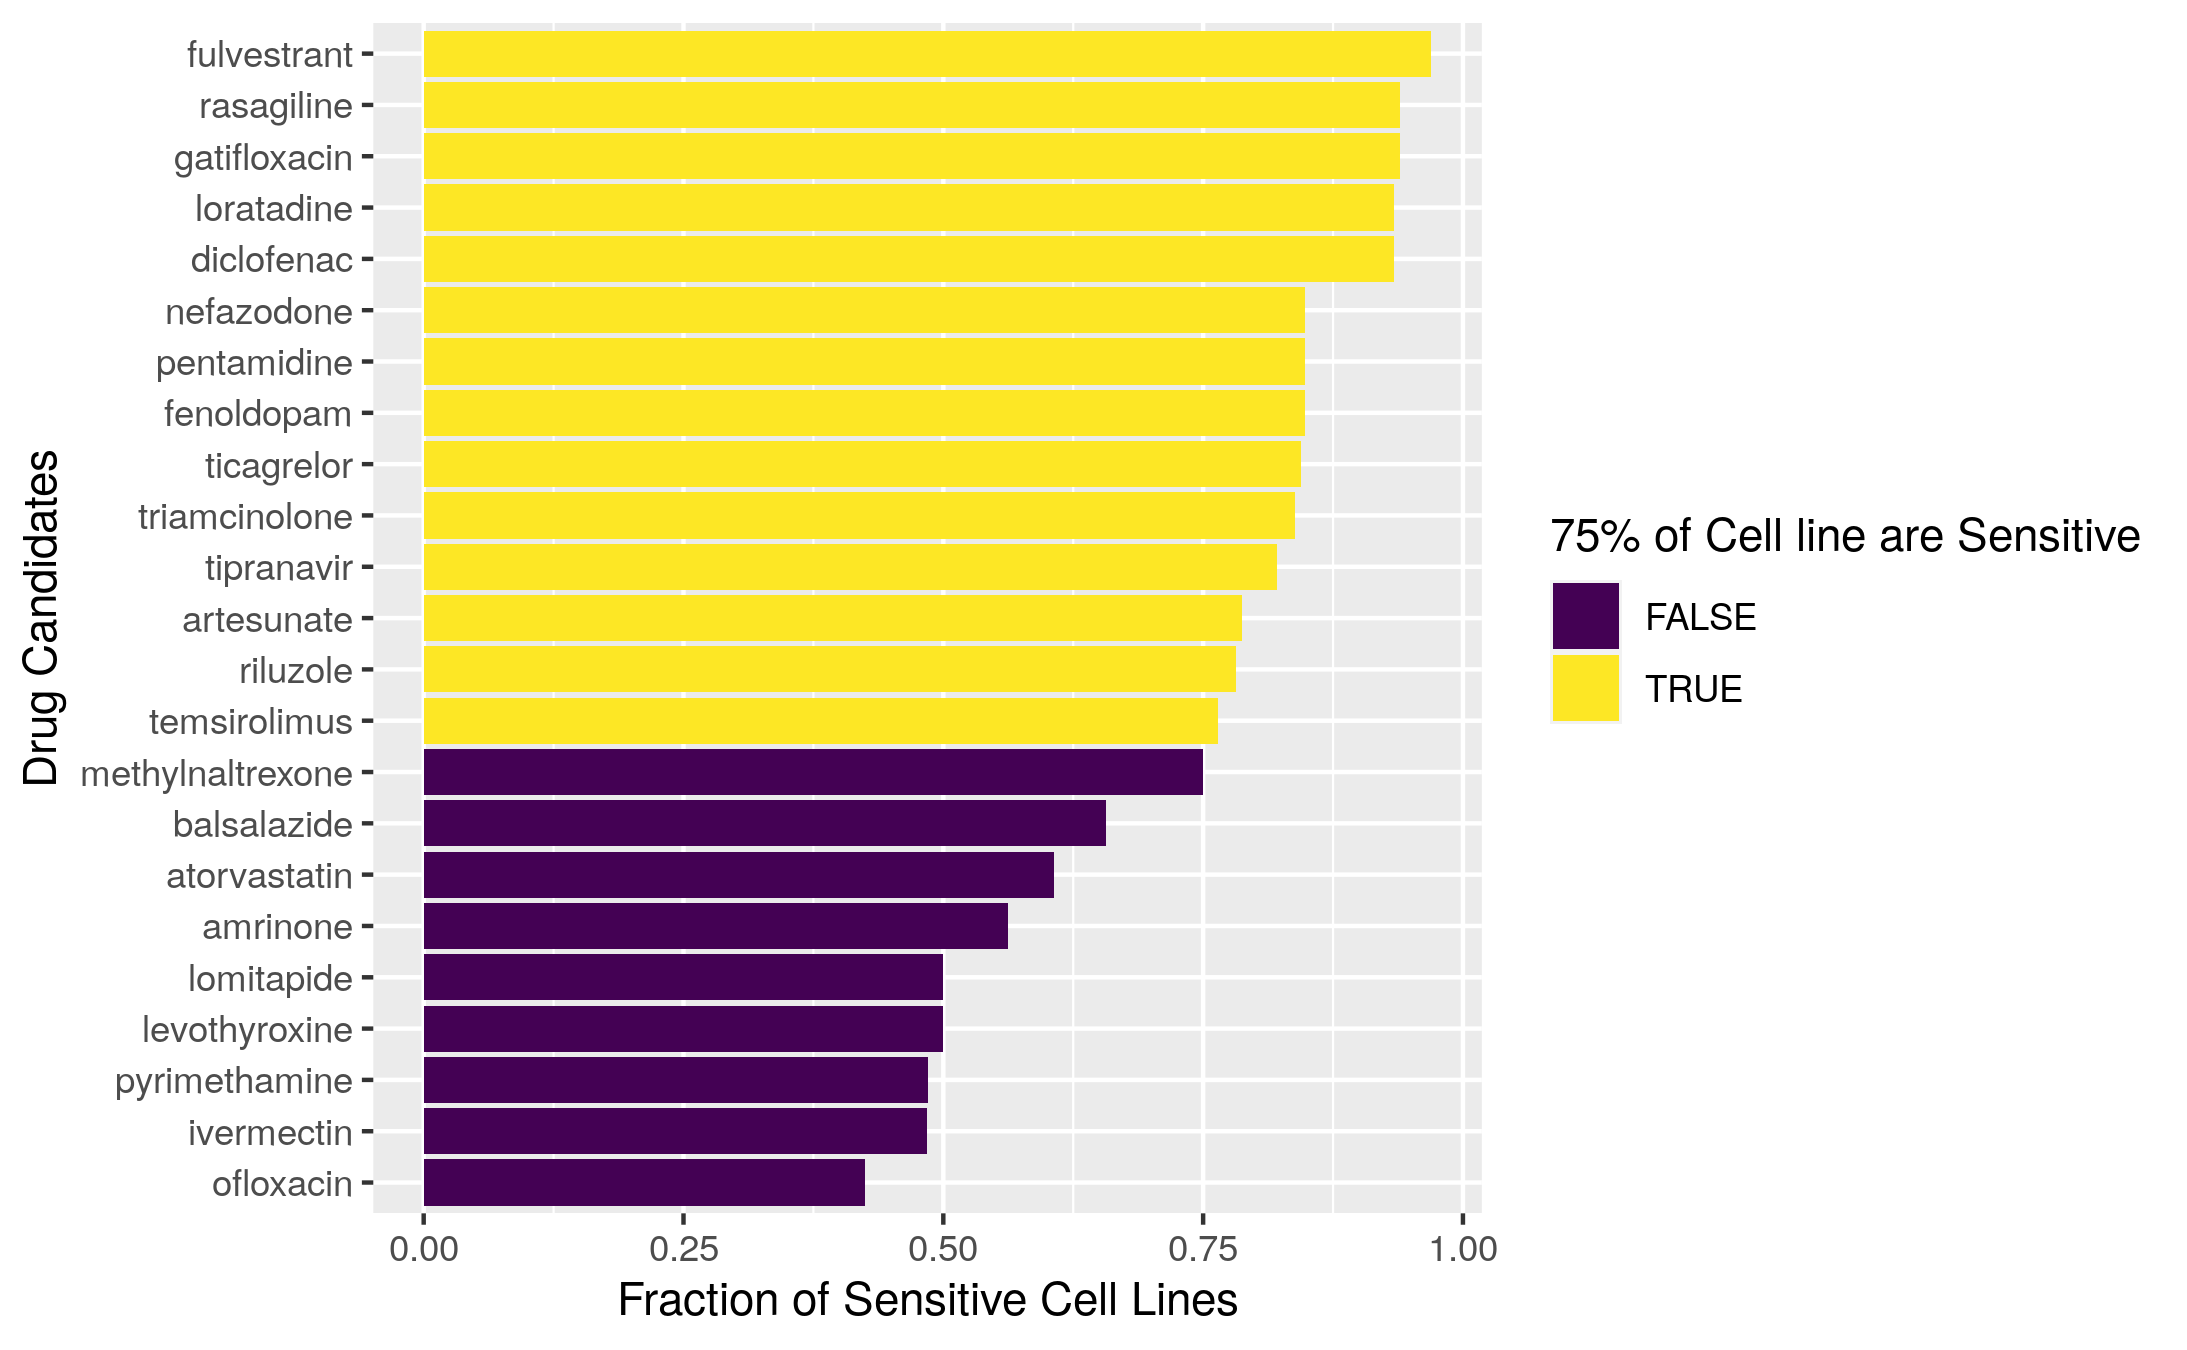 fulvestrant
rasagiline
gatifloxacin
loratadine
diclofenac
nefazodone
pentamidine
fenoldopam
ticagrelor
triamcinolone
tipranavir
artesunate
riluzole
temsirolimus
methylnaltrexone
balsalazide
atorvastatin
amrinone
lomitapide
levothyroxine
pyrimethamine
ivermectin
ofloxacin
Drug Candidates
0.00 0.25 0.50 0.75 1.00
Fraction of Sensitive Cell Lines
75% of Cell line are Sensitive
FALSE
TRUE